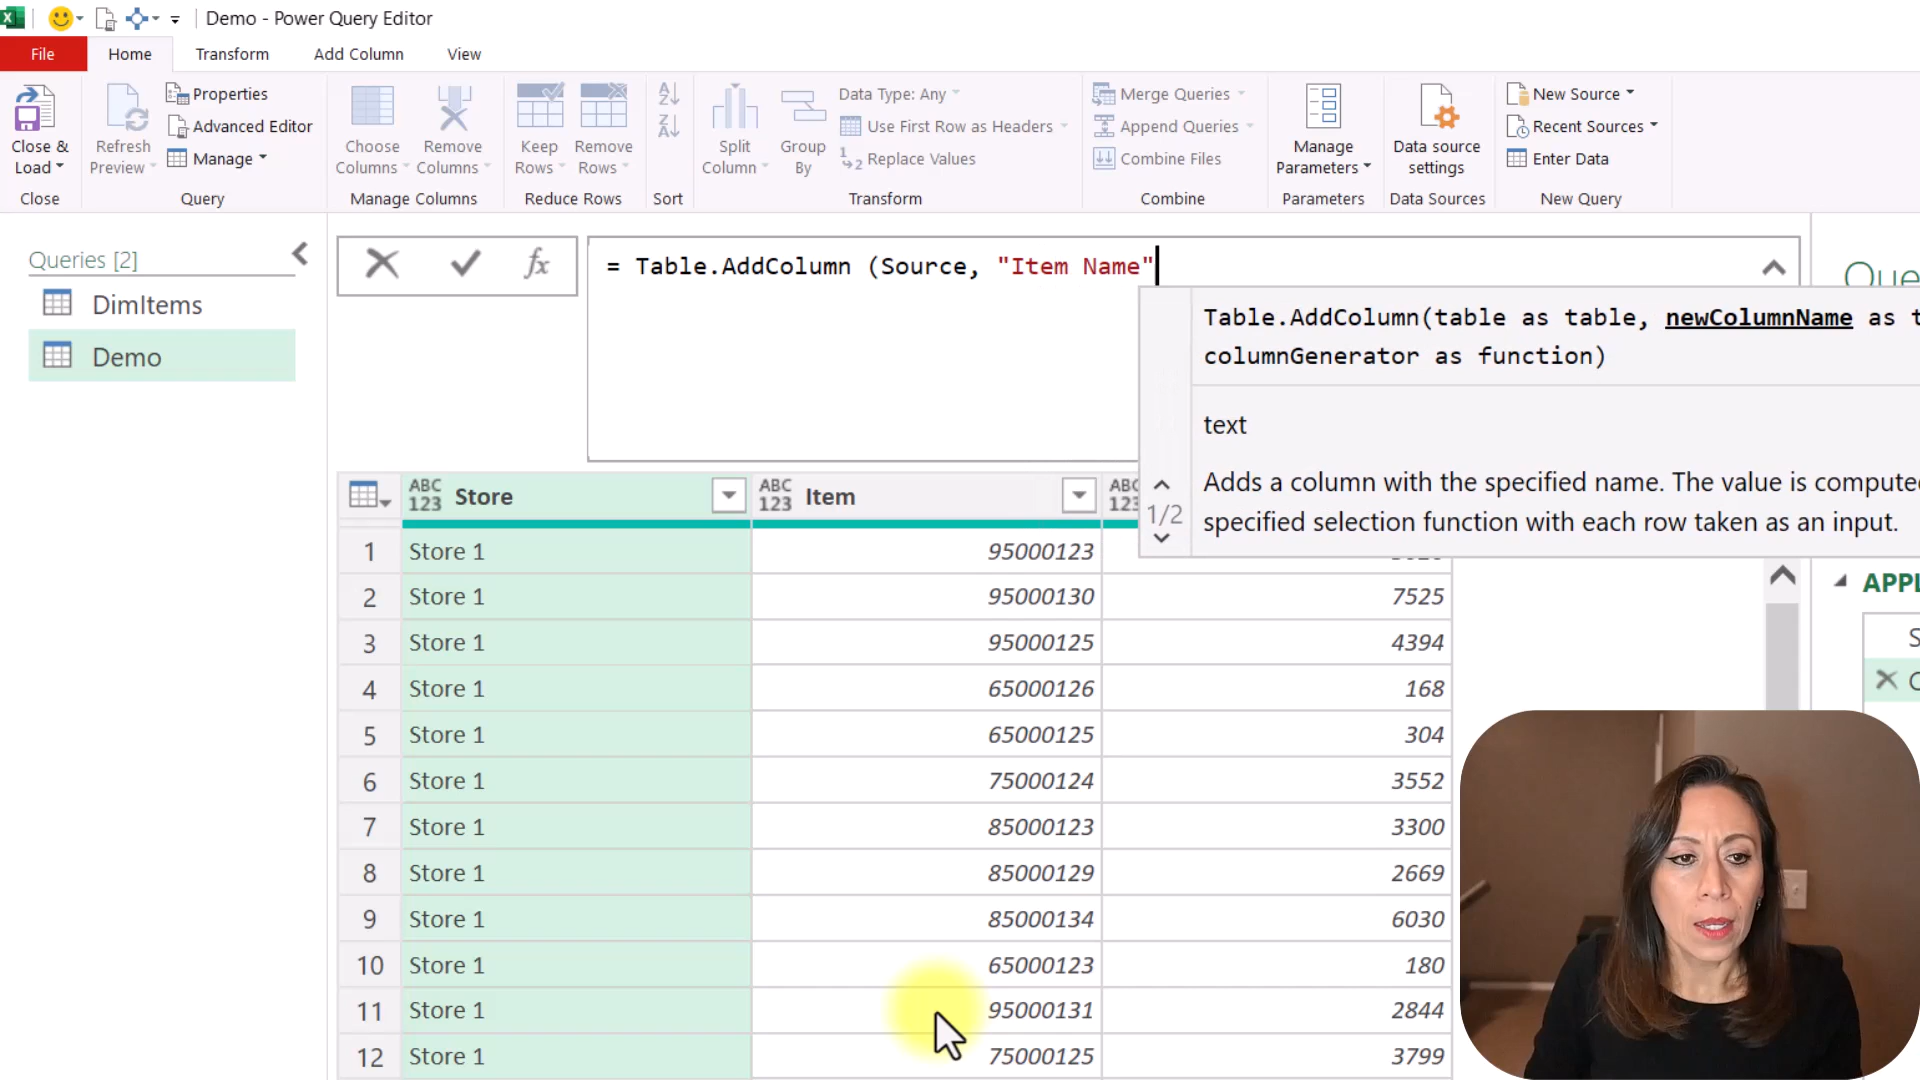 Demo - Power Query Editor
File Home Transform Add Column View
Close & Load
Refresh Preview
Properties
Advanced Editor
Manage
Choose Columns
Remove Columns
Keep Rows
Remove Rows
Split Column
Group By
Data Type: Any
Use First Row as Headers
Replace Values
Merge Queries
Append Queries
Combine Files
Manage Parameters
Data source settings
New Source
Recent Sources
Enter Data
Close Query Manage Columns Reduce Rows Sort Transform Combine Parameters Data Sources New Query
Queries [2]
DimItems
Demo
fx
= Table.AddColumn (Source, "Item Name"
Table.AddColumn(table as table, newColumnName as t
columnGenerator as function)
text
Adds a column with the specified name. The value is compute
specified selection function with each row taken as an input.
1/2
Que
APPL
ABC 123 Store ABC 123 Item ABC 123
1 Store 1 95000123
2 Store 1 95000130 7525
3 Store 1 95000125 4394
4 Store 1 65000126 168
5 Store 1 65000125 304
6 Store 1 75000124 3552
7 Store 1 85000123 3300
8 Store 1 85000129 2669
9 Store 1 85000134 6030
10 Store 1 65000123 180
11 Store 1 95000131 2844
12 Store 1 75000125 3799